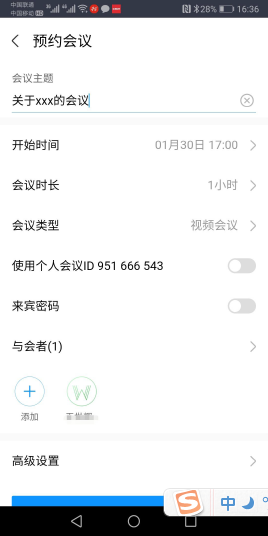 中国联通
中国移动 HD
28% 16:36
预约会议
会议主题
关于xxx的会议
开始时间 01月30日 17:00
会议时长 1小时
会议类型 视频会议
使用个人会议ID 951 666 543
来宾密码
与会者(1)
添加
高级设置
中